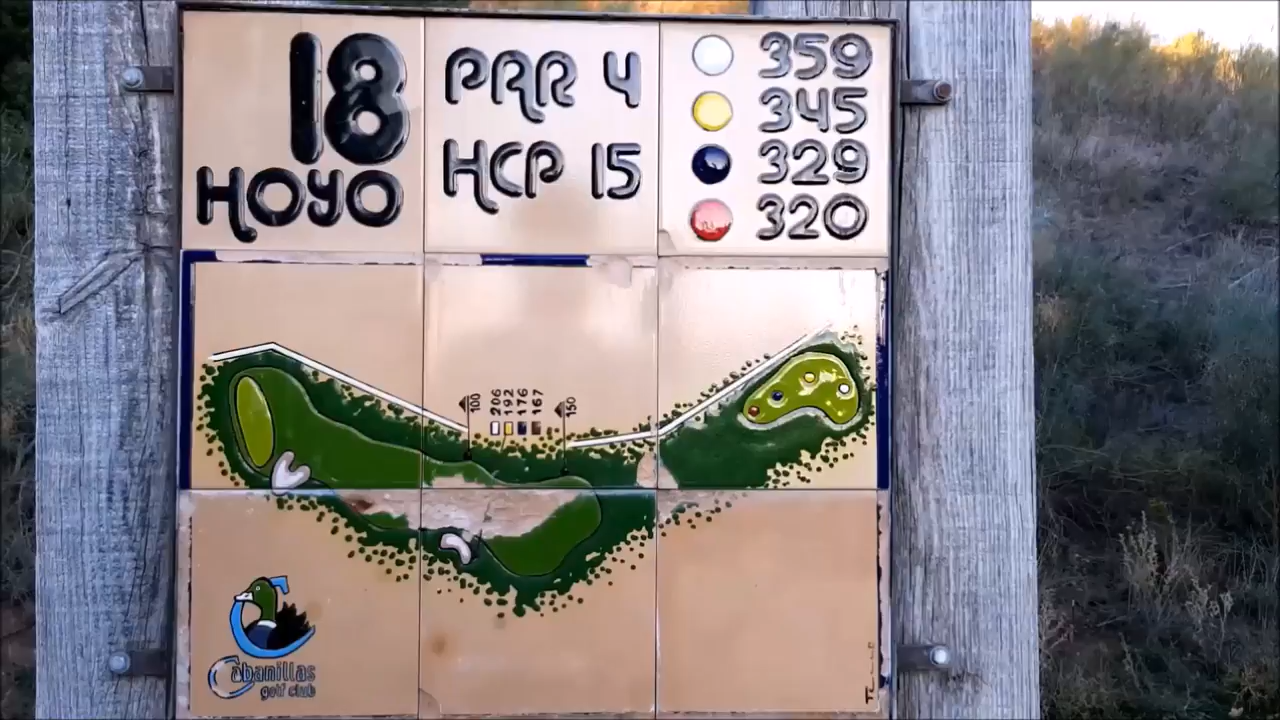 18
HOYO
PAR 4
HCP 15
359
345
329
320
100
206
192
176
167
150
Cabanillas
golf club